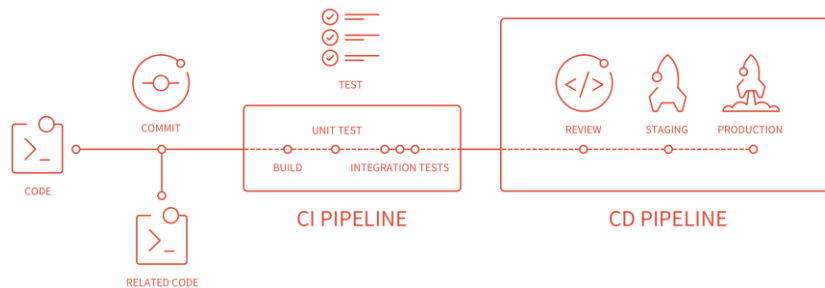 TEST
COMMIT
UNIT TEST
REVIEW
STAGING
PRODUCTION
BUILD
INTEGRATION TESTS
CODE
CI PIPELINE
CD PIPELINE
RELATED CODE